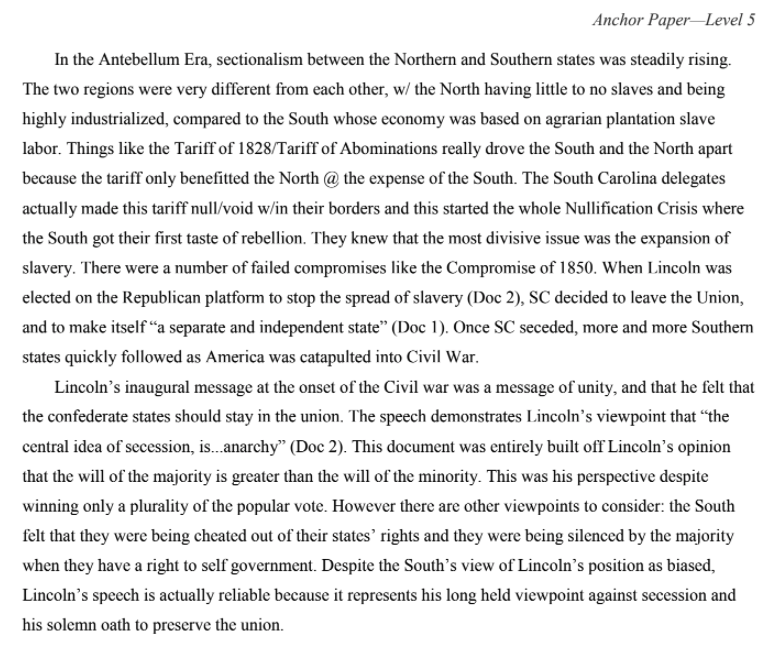 Anchor Paper—Level 5
In the Antebellum Era, sectionalism between the Northern and Southern states was steadily rising.
The two regions were very different from each other, w/ the North having little to no slaves and being
highly industrialized, compared to the South whose economy was based on agrarian plantation slave
labor. Things like the Tariff of 1828/Tariff of Abominations really drove the South and the North apart
because the tariff only benefitted the North @ the expense of the South. The South Carolina delegates
actually made this tariff null/void w/in their borders and this started the whole Nullification Crisis where
the South got their first taste of rebellion. They knew that the most divisive issue was the expansion of
slavery. There were a number of failed compromises like the Compromise of 1850. When Lincoln was
elected on the Republican platform to stop the spread of slavery (Doc 2), SC decided to leave the Union,
and to make itself “a separate and independent state” (Doc 1). Once SC seceded, more and more Southern
states quickly followed as America was catapulted into Civil War.
Lincoln’s inaugural message at the onset of the Civil war was a message of unity, and that he felt that
the confederate states should stay in the union. The speech demonstrates Lincoln’s viewpoint that “the
central idea of secession, is...anarchy” (Doc 2). This document was entirely built off Lincoln’s opinion
that the will of the majority is greater than the will of the minority. This was his perspective despite
winning only a plurality of the popular vote. However there are other viewpoints to consider: the South
felt that they were being cheated out of their states’ rights and they were being silenced by the majority
when they have a right to self government. Despite the South’s view of Lincoln’s position as biased,
Lincoln’s speech is actually reliable because it represents his long held viewpoint against secession and
his solemn oath to preserve the union.